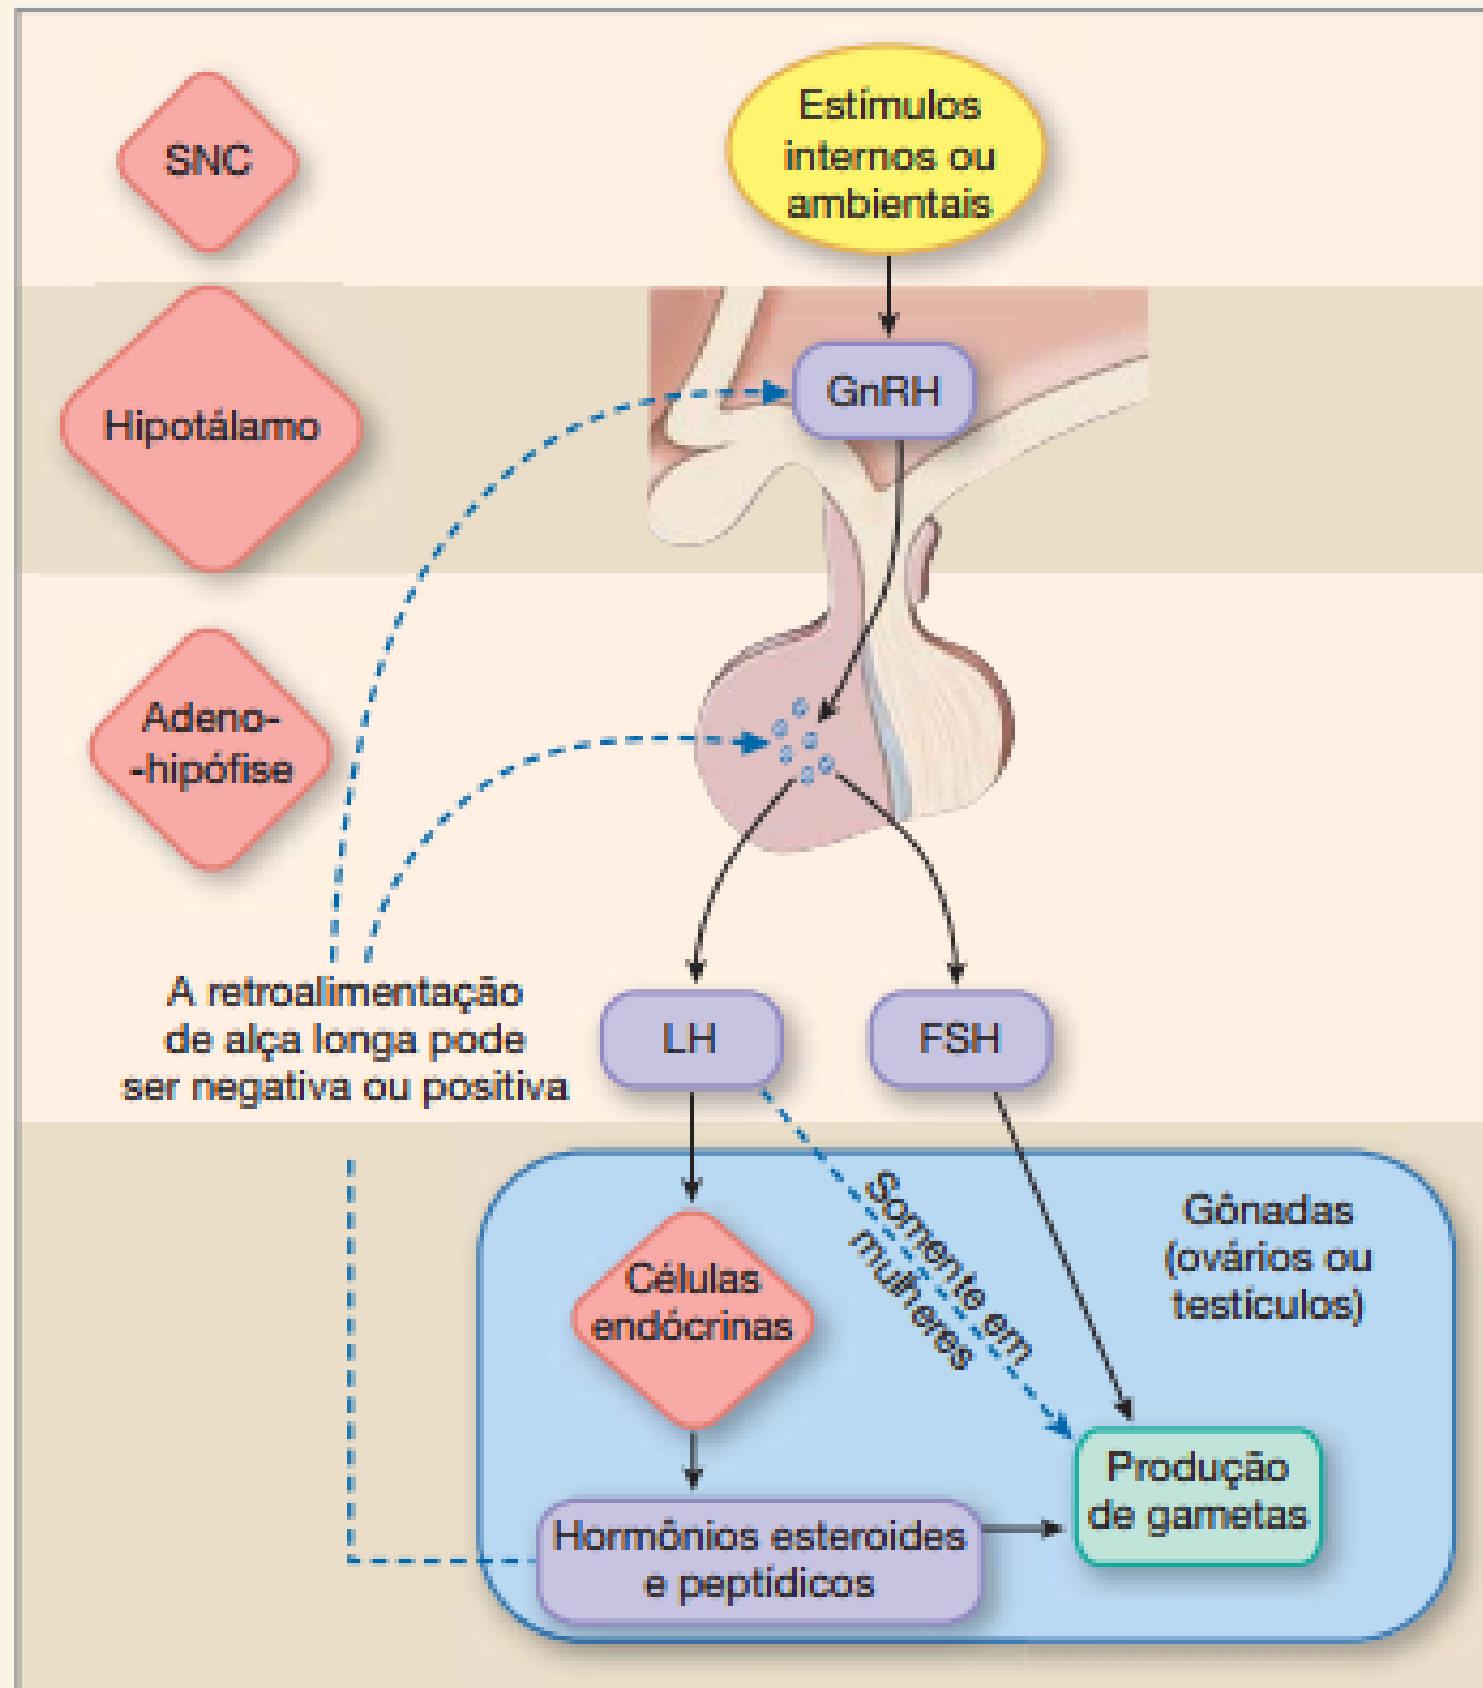 SNC
Estímulos
internos ou
ambientais
Hipotálamo
GnRH
Adeno-
-hipófise
A retroalimentação
de alça longa pode
ser negativa ou positiva
LH
FSH
Somente em
mulheres
Gônadas
(ovários ou
testículos)
Células
endócrinas
Produção
de gametas
Hormônios esteroides
e peptídicos